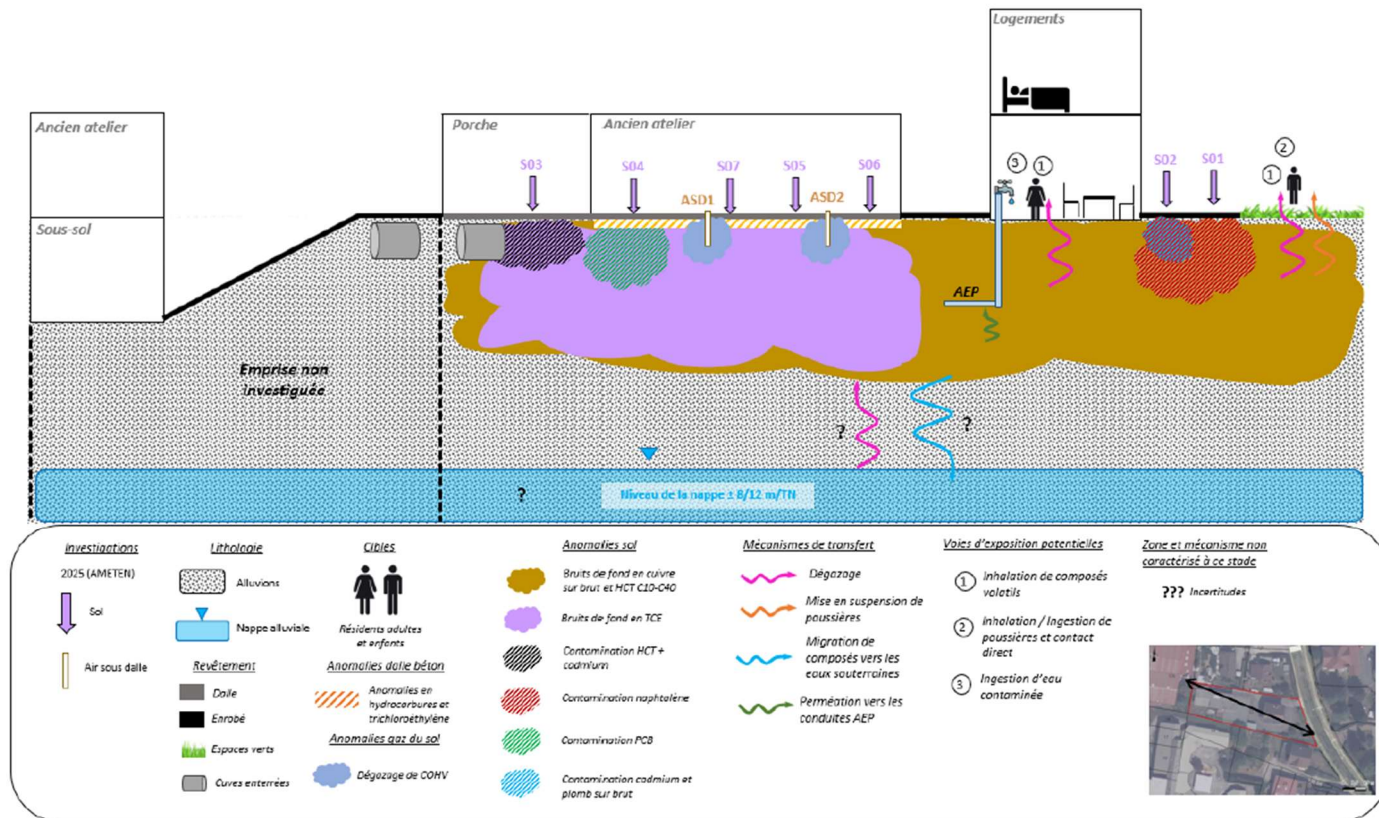 Logements
Ancien atelier
Porche
Ancien atelier
S03
S04
S07
S05
S06
ASD1
ASD2
3
1
S02
S01
2
1
Sous-sol
AEP
Emprise non
investiguée
?
?
?
Niveau de la nappe ± 8/12 m/TN
Investigations
2025 (AMETEN)
Sol
Air sous dalle
Lithologie
Alluvions
Nappe alluviale
Revêtement
Dalle
Enrobé
Espaces verts
Cuves enterrées
Cibles
Résidents adultes
et enfants
Anomalies dalle béton
Anomalies en
hydrocarbures et
trichloroéthylène
Anomalies gaz du sol
Dégazage de COHV
Anomalies sol
Bruits de fond en cuivre
sur brut et HCT C10-C40
Bruits de fond en TCE
Contamination HCT +
cadmium
Contamination naphtalène
Contamination PCB
Contamination cadmium et
plomb sur brut
Mécanismes de transfert
Dégazage
Mise en suspension de
poussières
Migration de
composés vers les
eaux souterraines
Perméation vers les
conduites AEP
Voies d'exposition potentielles
1 Inhalation de composés
volatils
2 Inhalation / Ingestion de
poussières et contact
direct
3 Ingestion d'eau
contaminée
Zone et mécanisme non
caractérisé à ce stade
??? Incertitudes